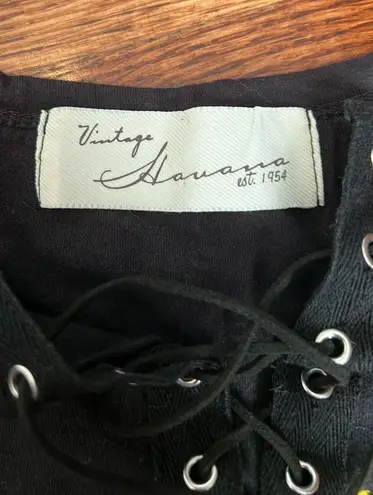 Vintage
Havana
est. 1954